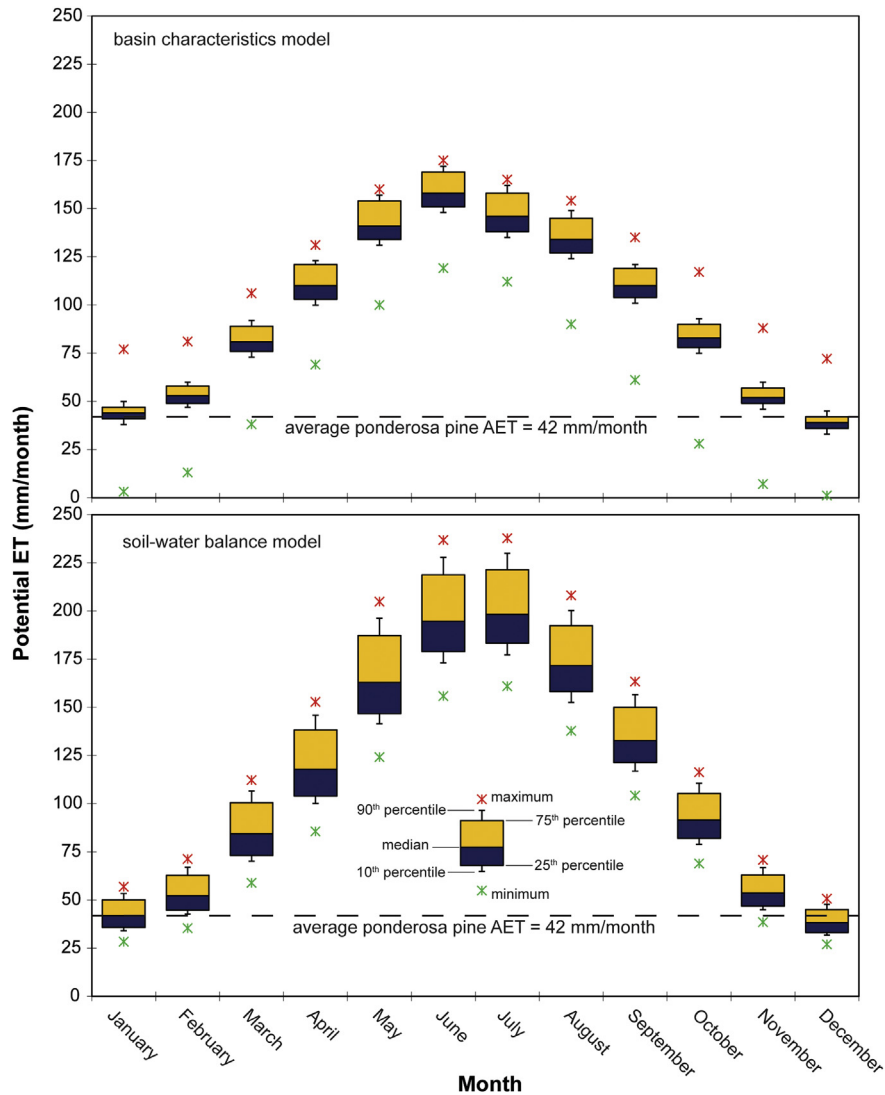 Potential ET (mm/month)
250
225
200
175
150
125
100
75
50
25
0
basin characteristics model
average ponderosa pine AET = 42 mm/month
250
225
200
175
150
125
100
75
50
25
0
soil-water balance model
maximum
90th percentile
75th percentile
median
10th percentile
25th percentile
minimum
average ponderosa pine AET = 42 mm/month
January
February
March
April
May
June
July
August
September
October
November
December
Month